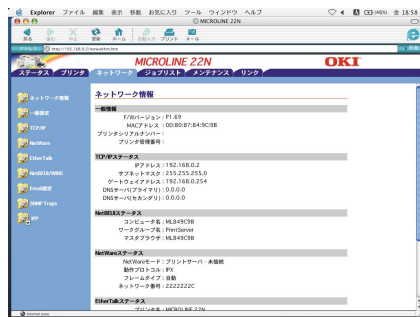 Explorer ファイル 編集 表示 移動 お気に入り ツール ウィンドウ ヘルプ (46%) 金 18:58
MICROLINE 22N
戻る 進む 中止 更新 ホーム 自動入力 プリント メール
http://192.168.0.2/networkfrm.htm
MICROLINE 22N OKI
ステータス プリンタ ネットワーク ジョブリスト メンテナンス リンク
ネットワーク情報
一般設定
TCP/IP
NetWare
EtherTalk
NetBEUI/WINS
Email設定
SNMP Traps
IPP
ネットワーク情報
一般情報
F/Wバージョン : F1.69
MACアドレス : 00:80:87:84:9C:98
プリンタシリアルナンバー :
プリンタ管理番号 :
TCP/IPステータス
IPアドレス : 192.168.0.2
サブネットマスク : 255.255.255.0
ゲートウェイアドレス : 192.168.0.254
DNSサーバ(プライマリ) : 0.0.0.0
DNSサーバ(セカンダリ) : 0.0.0.0
NetBEUIステータス
コンピュータ名 : ML849C98
ワークグループ名 : PrintServer
マスタブラウザ : ML849C98
NetWareステータス
NetWareモード : プリントサーバ - 未接続
動作プロトコル : IPX
フレームタイプ : 自動
ネットワーク番号 : 2222222C
EtherTalkステータス
プリンタ名 : MICROLINE 22N